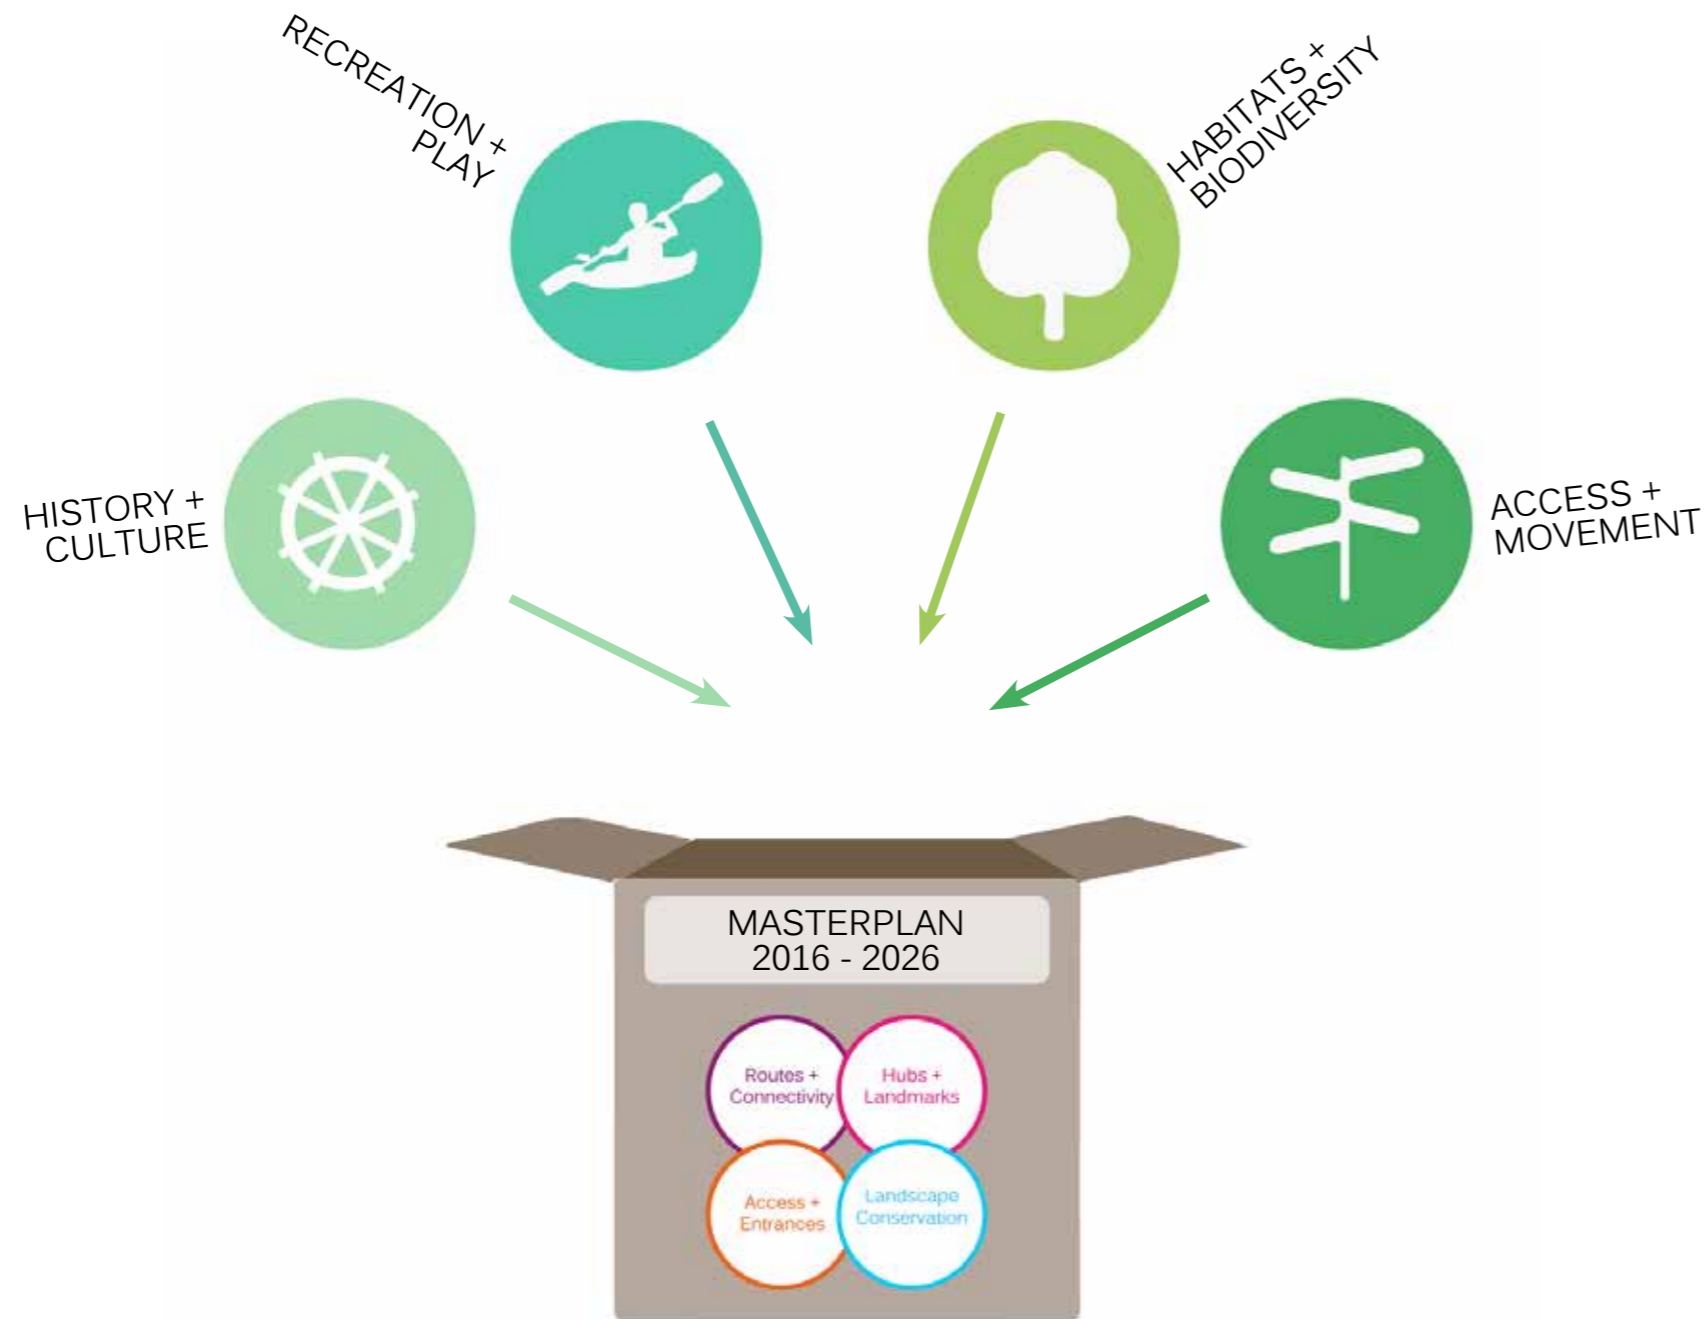 RECREATION +
PLAY
HABITATS +
BIODIVERSITY
HISTORY +
CULTURE
ACCESS +
MOVEMENT
MASTERPLAN
2016 - 2026
Routes +
Connectivity
Hubs +
Landmarks
Access +
Entrances
Landscape
Conservation